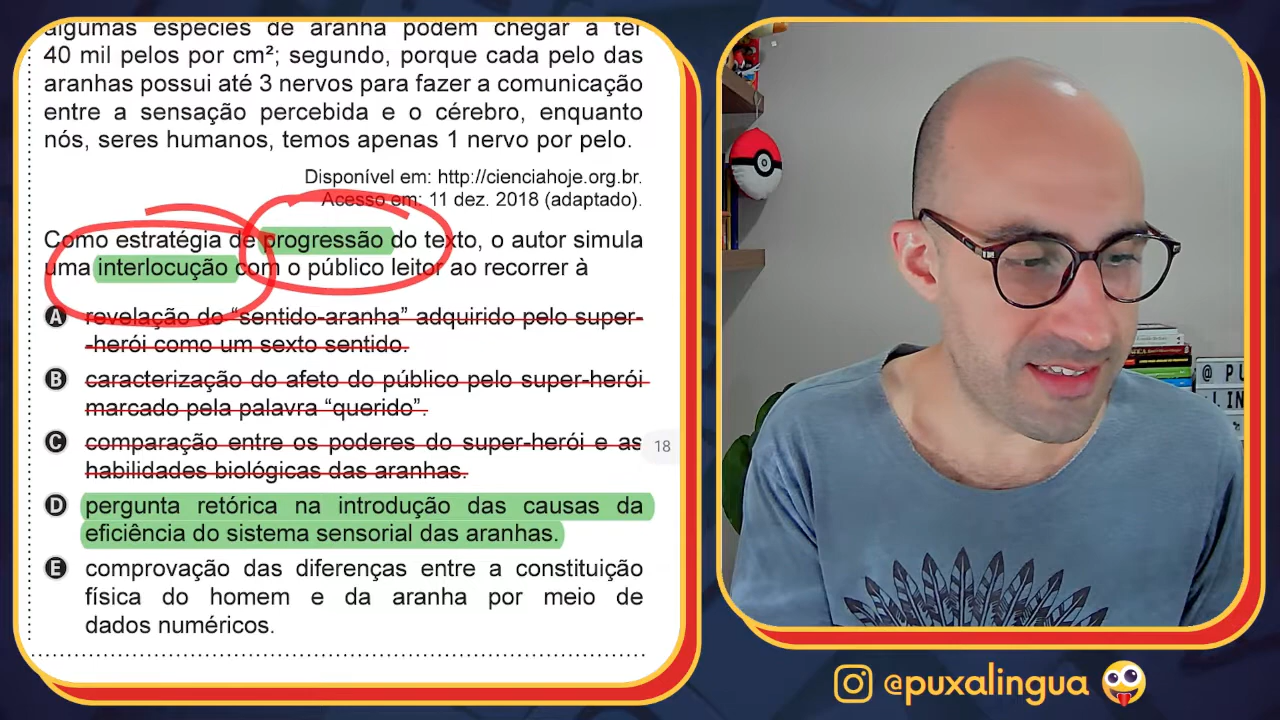 algumas espécies de aranha podem chegar a ter
40 mil pelos por cm²; segundo, porque cada pelo das
aranhas possui até 3 nervos para fazer a comunicação
entre a sensação percebida e o cérebro, enquanto
nós, seres humanos, temos apenas 1 nervo por pelo.
Disponível em: http://cienciahoje.org.br.
Acesso em: 11 dez. 2018 (adaptado).
Como estratégia de progressão do texto, o autor simula
uma interlocução com o público leitor ao recorrer à
A revelação do “sentido-aranha” adquirido pelo super-
-herói como um sexto sentido.
B caracterização do afeto do público pelo super-herói
marcado pela palavra “querido”.
C comparação entre os poderes do super-herói e as
habilidades biológicas das aranhas.
18
D pergunta retórica na introdução das causas da
eficiência do sistema sensorial das aranhas.
E comprovação das diferenças entre a constituição
física do homem e da aranha por meio de
dados numéricos.
@ PU
LIN
@puxalingua